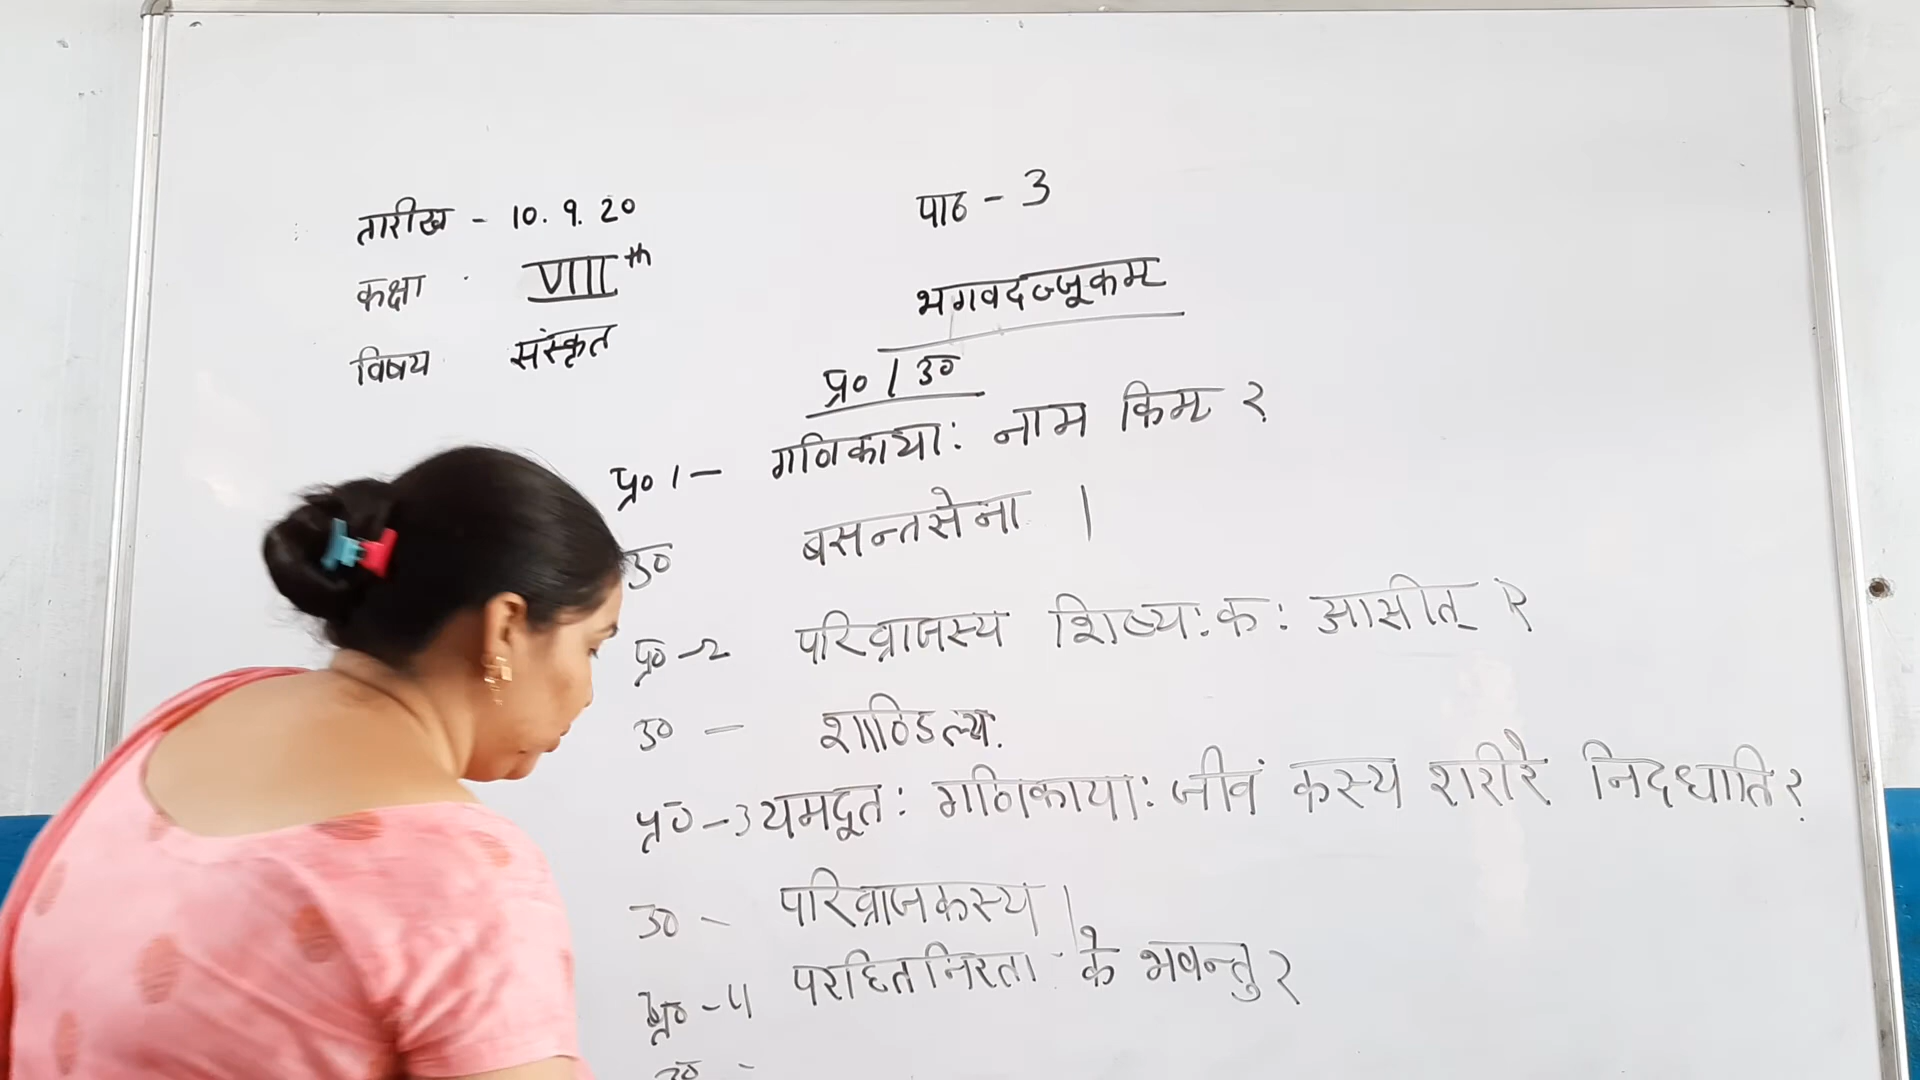 तारीख - 10.9.20
कक्षा VIII th
विषय संस्कृत
पाठ - 3
भगवदज्जूकम्
प्र० / उ०
प्र० 1 - गणिकायाः नाम किम् ?
उ० बसन्तसेना ।
प्र० - 2 परिव्राजस्य शिष्यः कः आसीत् ?
उ० - शाण्डिल्यः
प्र० - 3 यमदूतः गणिकायाः जीवं कस्य शरीरे निदधाति ?
उ० - परिव्राजकस्य ।
प्र० - 4 परहितनिरताः के भवन्तु ?
उ० -